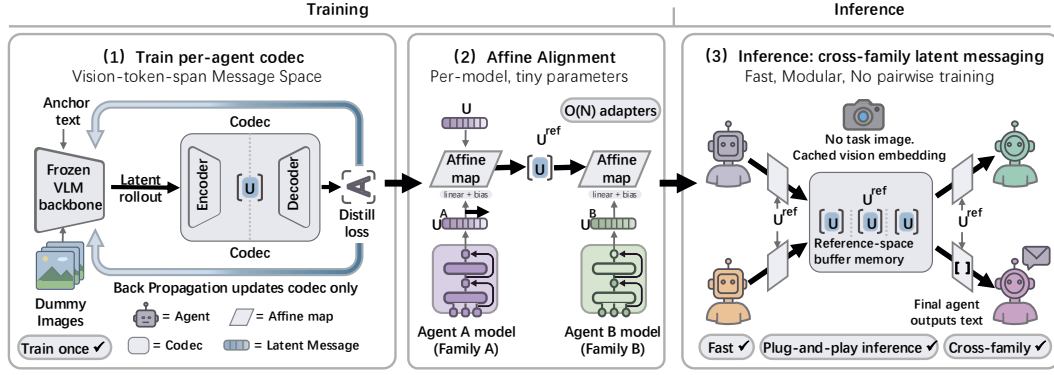 Training
Inference
(1) Train per-agent codec
Vision-token-span Message Space
Anchor
text
Codec
Frozen
VLM
backbone
Latent
rollout
Encoder
[U]
Decoder
A
Distill
loss
Codec
Back Propagation updates codec only
Dummy
Images
= Agent
= Affine map
= Codec
= Latent Message
Train once ✓
(2) Affine Alignment
Per-model, tiny parameters
U
O(N) adapters
U^ref
Affine
map
[U]
Affine
map
linear + bias
linear + bias
U^A
U^B
Agent A model
(Family A)
Agent B model
(Family B)
(3) Inference: cross-family latent messaging
Fast, Modular, No pairwise training
No task image.
Cached vision embedding
U^ref
U^ref
U^ref
[U] [U] [U]
Reference-space
buffer memory
[ ]
Final agent
outputs text
Fast ✓
Plug-and-play inference ✓
Cross-family ✓